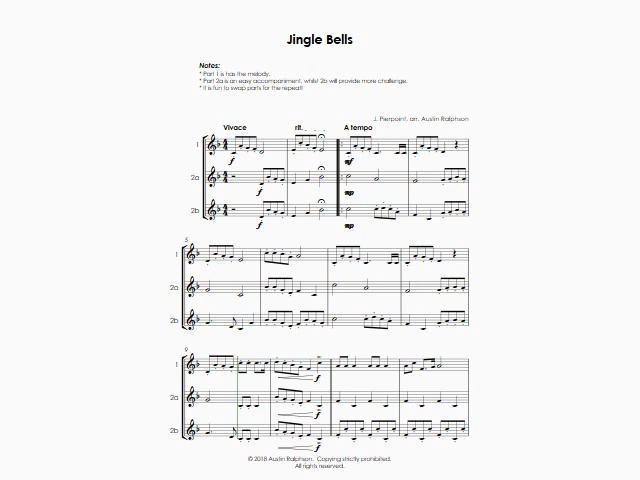 Jingle Bells
Notes:
* Part 1 is has the melody.
* Part 2a is an easy accompaniment, whilst 2b will provide more challenge.
* It is fun to swap parts for the repeat!
J. Pierpoint, arr. Austin Ralphson
Vivace rit. A tempo
1
f mf
2a
f mp
2b
f mp
5
1
2a
2b
9
1
f
2a
f
2b
f
© 2018 Austin Ralphson. Copying strictly prohibited.
All rights reserved.